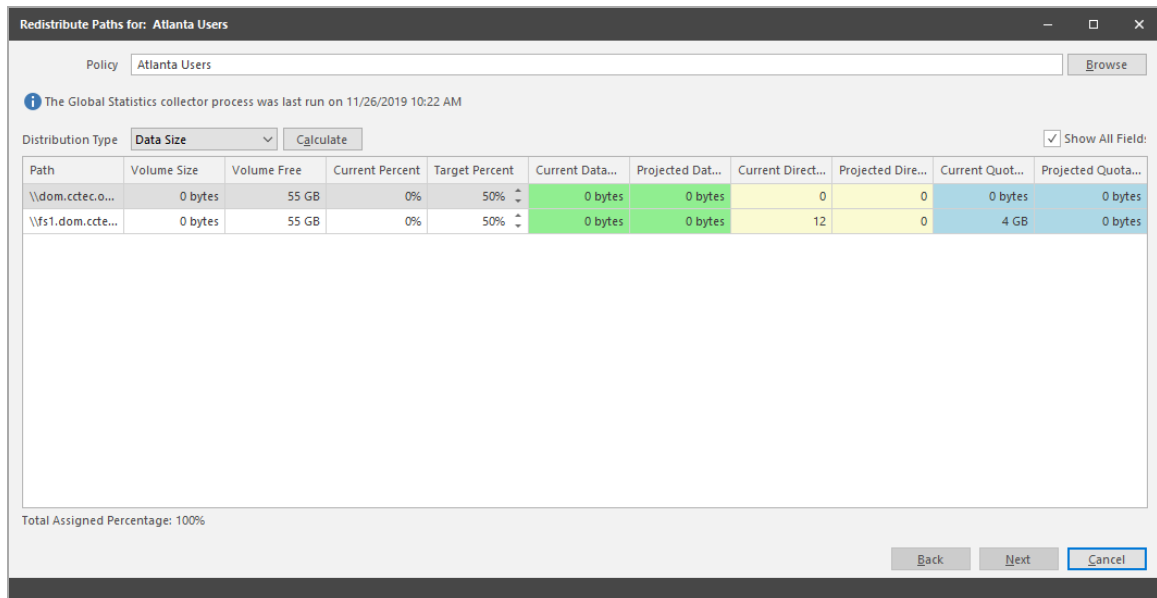 Redistribute Paths for: Atlanta Users
Policy Atlanta Users Browse
The Global Statistics collector process was last run on 11/26/2019 10:22 AM
Distribution Type Data Size Calculate Show All Field:
Path Volume Size Volume Free Current Percent Target Percent Current Data... Projected Dat... Current Direct... Projected Dire... Current Quot... Projected Quota...
\\dom.cctec.o... 0 bytes 55 GB 0% 50% 0 bytes 0 bytes 0 0 0 bytes 0 bytes
\\fs1.dom.ccte... 0 bytes 55 GB 0% 50% 0 bytes 0 bytes 12 0 4 GB 0 bytes
Total Assigned Percentage: 100%
Back Next Cancel